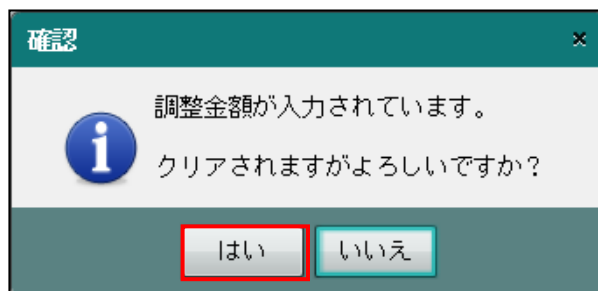 確認
調整金額が入力されています。
クリアされますがよろしいですか？
はい
いいえ